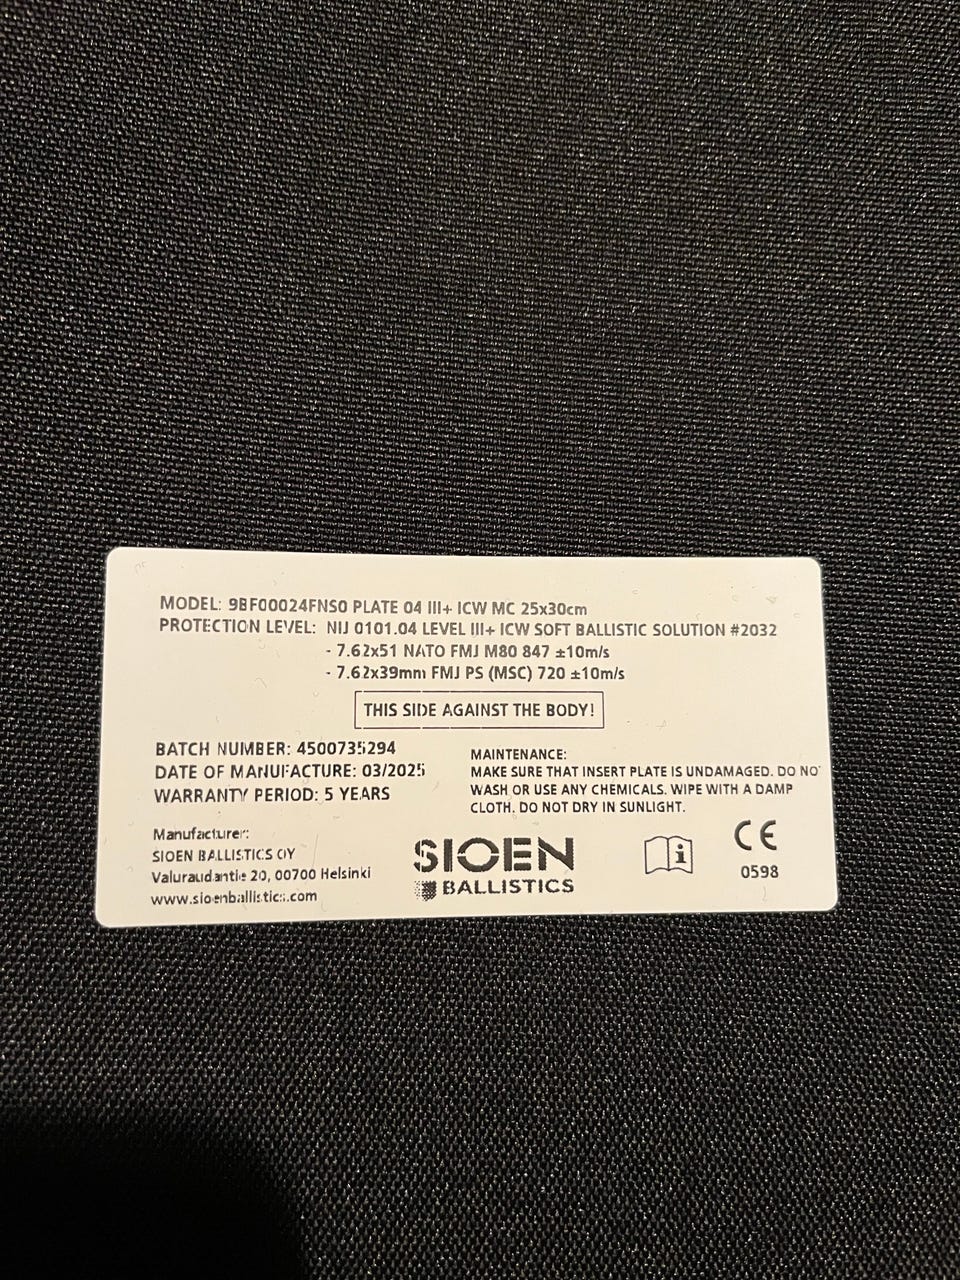 MODEL: 9BF00024FNS0 PLATE 04 III+ ICW MC 25x30cm
PROTECTION LEVEL: NIJ 0101.04 LEVEL III+ ICW SOFT BALLISTIC SOLUTION #2032
- 7.62x51 NATO FMJ M80 847 ±10m/s
- 7.62x39mm FMJ PS (MSC) 720 ±10m/s
THIS SIDE AGAINST THE BODY!
BATCH NUMBER: 4500735294
DATE OF MANUFACTURE: 03/2025
WARRANTY PERIOD: 5 YEARS
MAINTENANCE:
MAKE SURE THAT INSERT PLATE IS UNDAMAGED. DO NO
WASH OR USE ANY CHEMICALS. WIPE WITH A DAMP
CLOTH. DO NOT DRY IN SUNLIGHT.
Manufacturer:
SIOEN BALLISTICS OY
Valuraudantie 20, 00700 Helsinki
www.sioenballistics.com
SIOEN
BALLISTICS
i
CE
0598